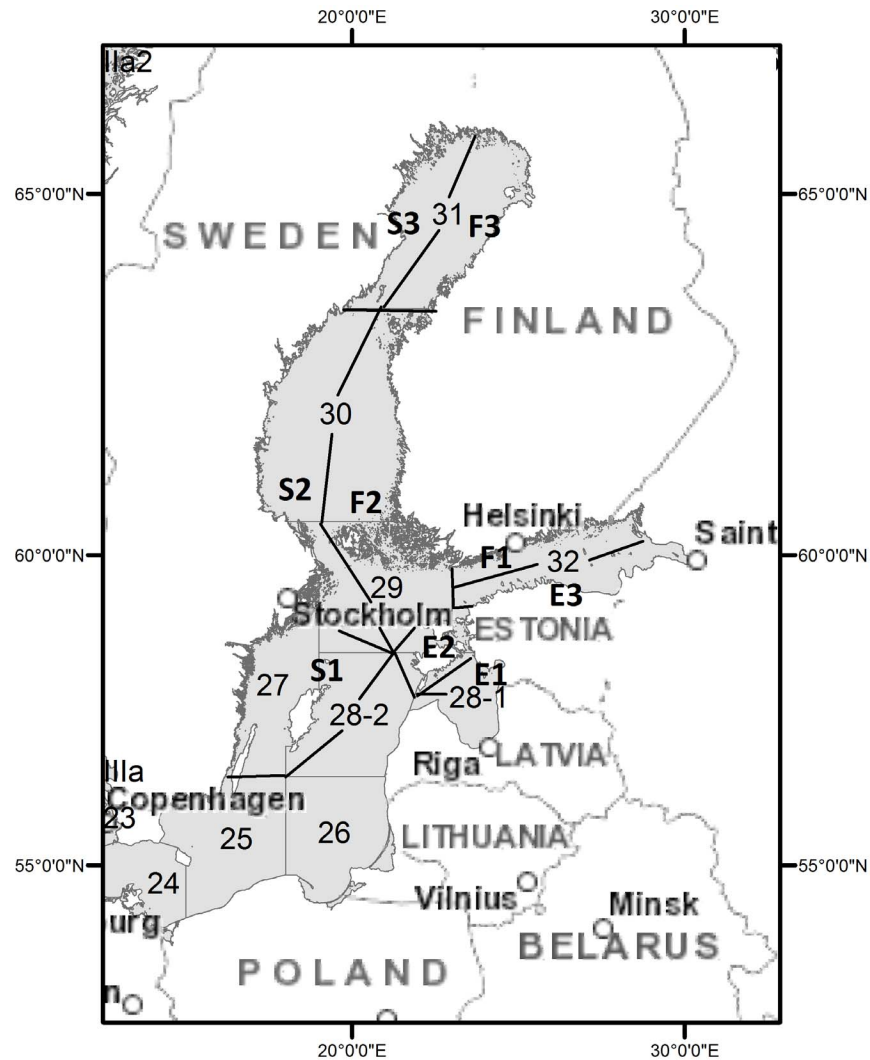 20°0'0"E
30°0'0"E
IIa2
65°0'0"N
65°0'0"N
31
S3
F3
SWEDEN
FINLAND
30
S2
F2
Helsinki
Saint
60°0'0"N
60°0'0"N
F1
32
29
E3
Stockholm
ESTONIA
E2
S1
E1
27
28-1
28-2
Riga
LATVIA
IIIa
Copenhagen
23
25
26
LITHUANIA
55°0'0"N
55°0'0"N
24
Vilnius
Minsk
urg
BELARUS
POLAND
n
20°0'0"E
30°0'0"E